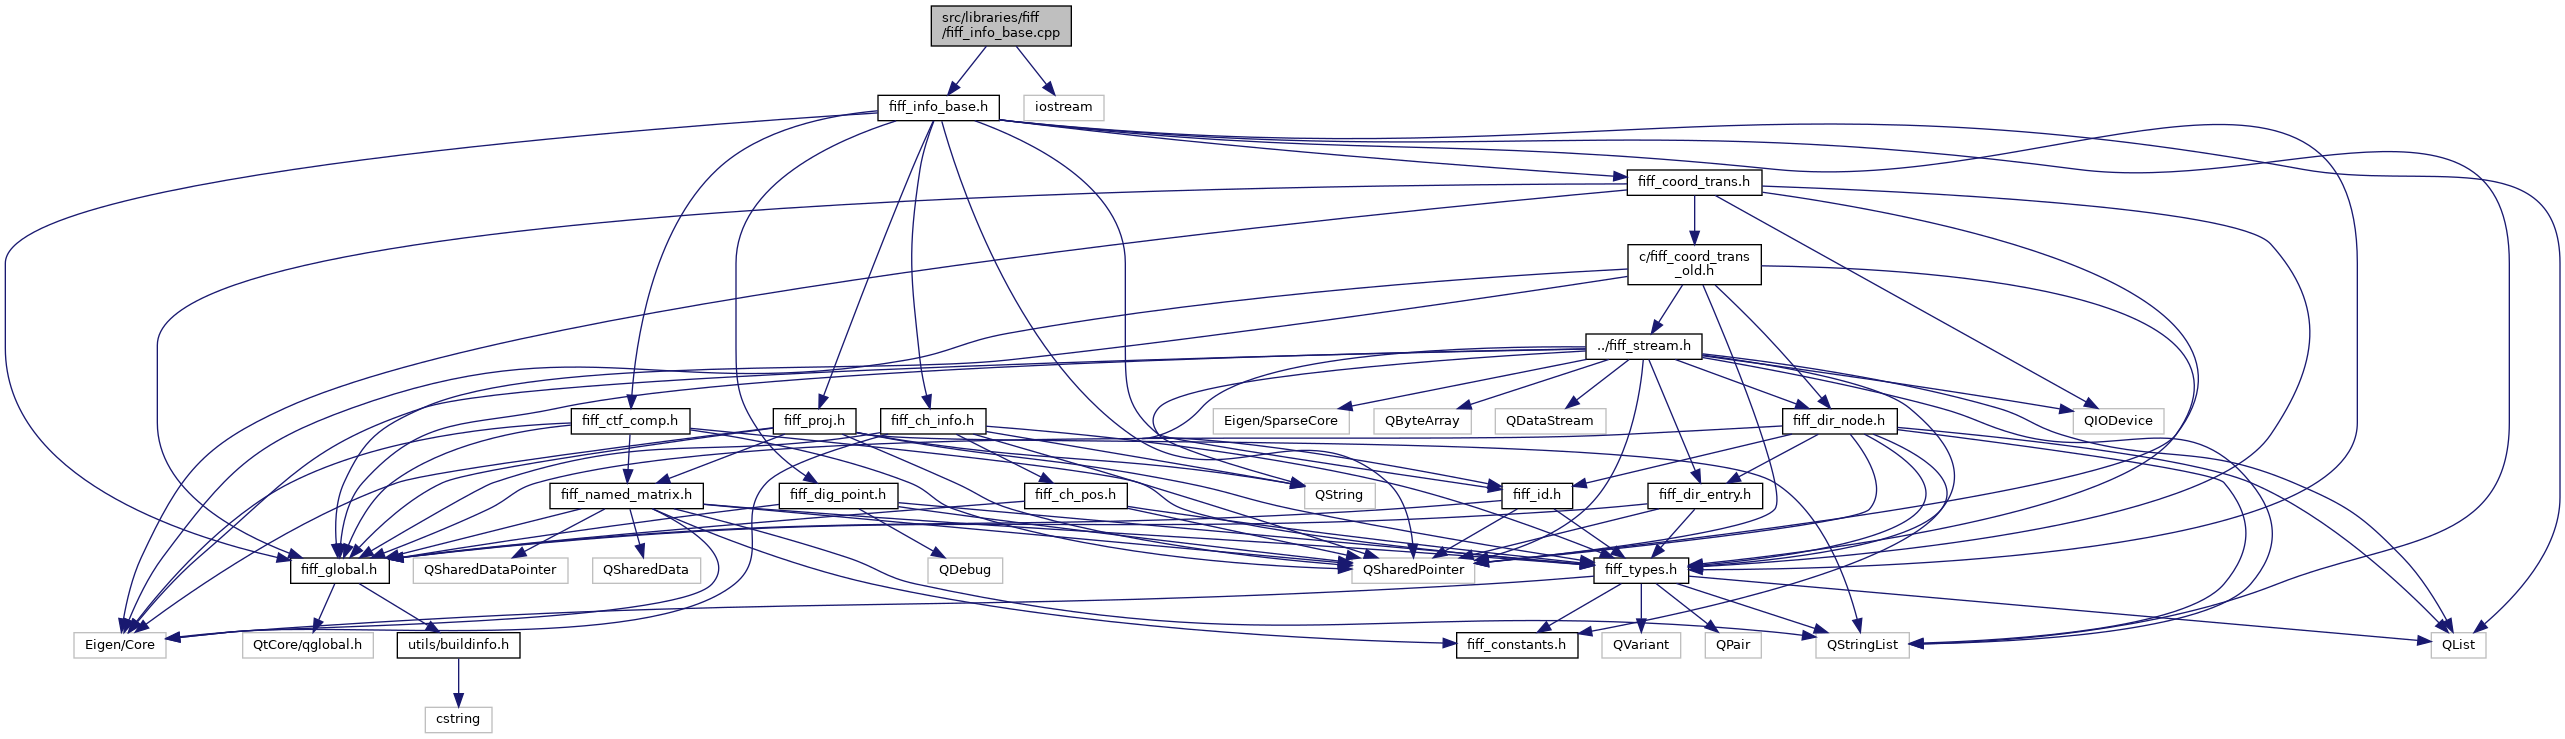 src/libraries/fiff
/fiff_info_base.cpp
fiff_info_base.h
iostream
fiff_coord_trans.h
c/fiff_coord_trans
_old.h
../fiff_stream.h
fiff_ctf_comp.h
fiff_proj.h
fiff_ch_info.h
Eigen/SparseCore
QByteArray
QDataStream
fiff_dir_node.h
QIODevice
fiff_named_matrix.h
fiff_dig_point.h
fiff_ch_pos.h
QString
fiff_id.h
fiff_dir_entry.h
fiff_global.h
QSharedDataPointer
QSharedData
QDebug
QSharedPointer
fiff_types.h
Eigen/Core
QtCore/qglobal.h
utils/buildinfo.h
fiff_constants.h
QVariant
QPair
QStringList
QList
cstring